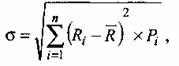 σ = √(∑_{i=1}^{n} (R_i − R̄)² × P_i) ,